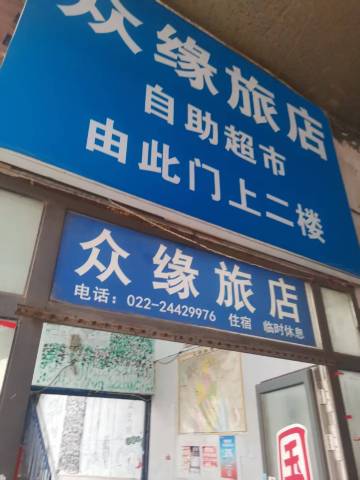 众缘旅店
自助超市
由此门上二楼
众缘旅店
电话：022-24429976 住宿 临时休息
国